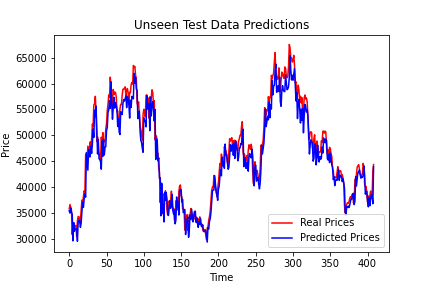 Unseen Test Data Predictions
Price
65000
60000
55000
50000
45000
40000
35000
30000
0 50 100 150 200 250 300 350 400
Time
Real Prices
Predicted Prices